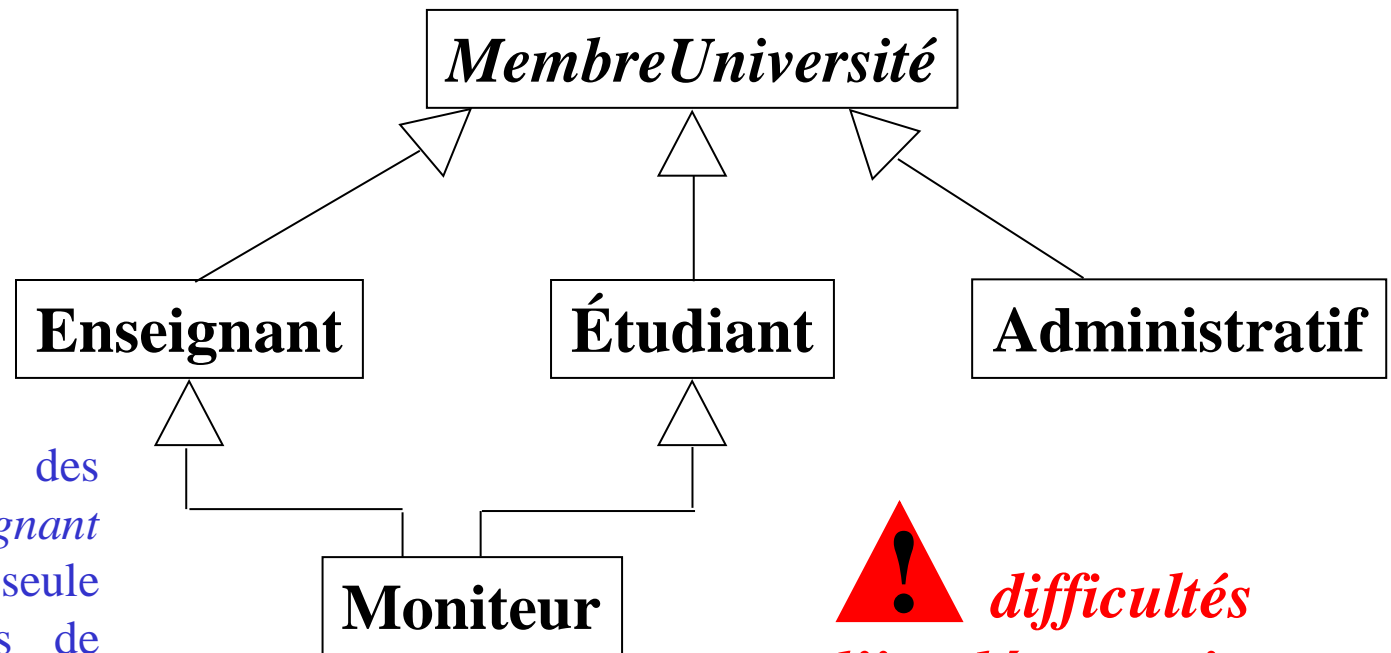 MembreUniversité
Enseignant
Étudiant
Administratif
des
gnant
seule
s de
Moniteur
!
difficultés